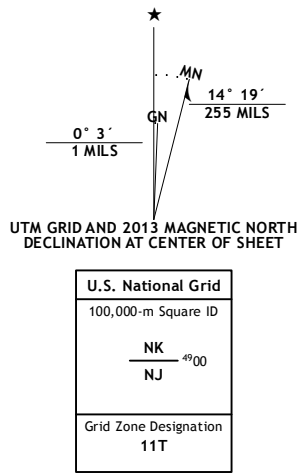 ★
MN
14° 19´
255 MILS
GN
0° 3´
1 MILS
UTM GRID AND 2013 MAGNETIC NORTH
DECLINATION AT CENTER OF SHEET
U.S. National Grid
100,000-m Square ID
NK
4900
NJ
Grid Zone Designation
11T